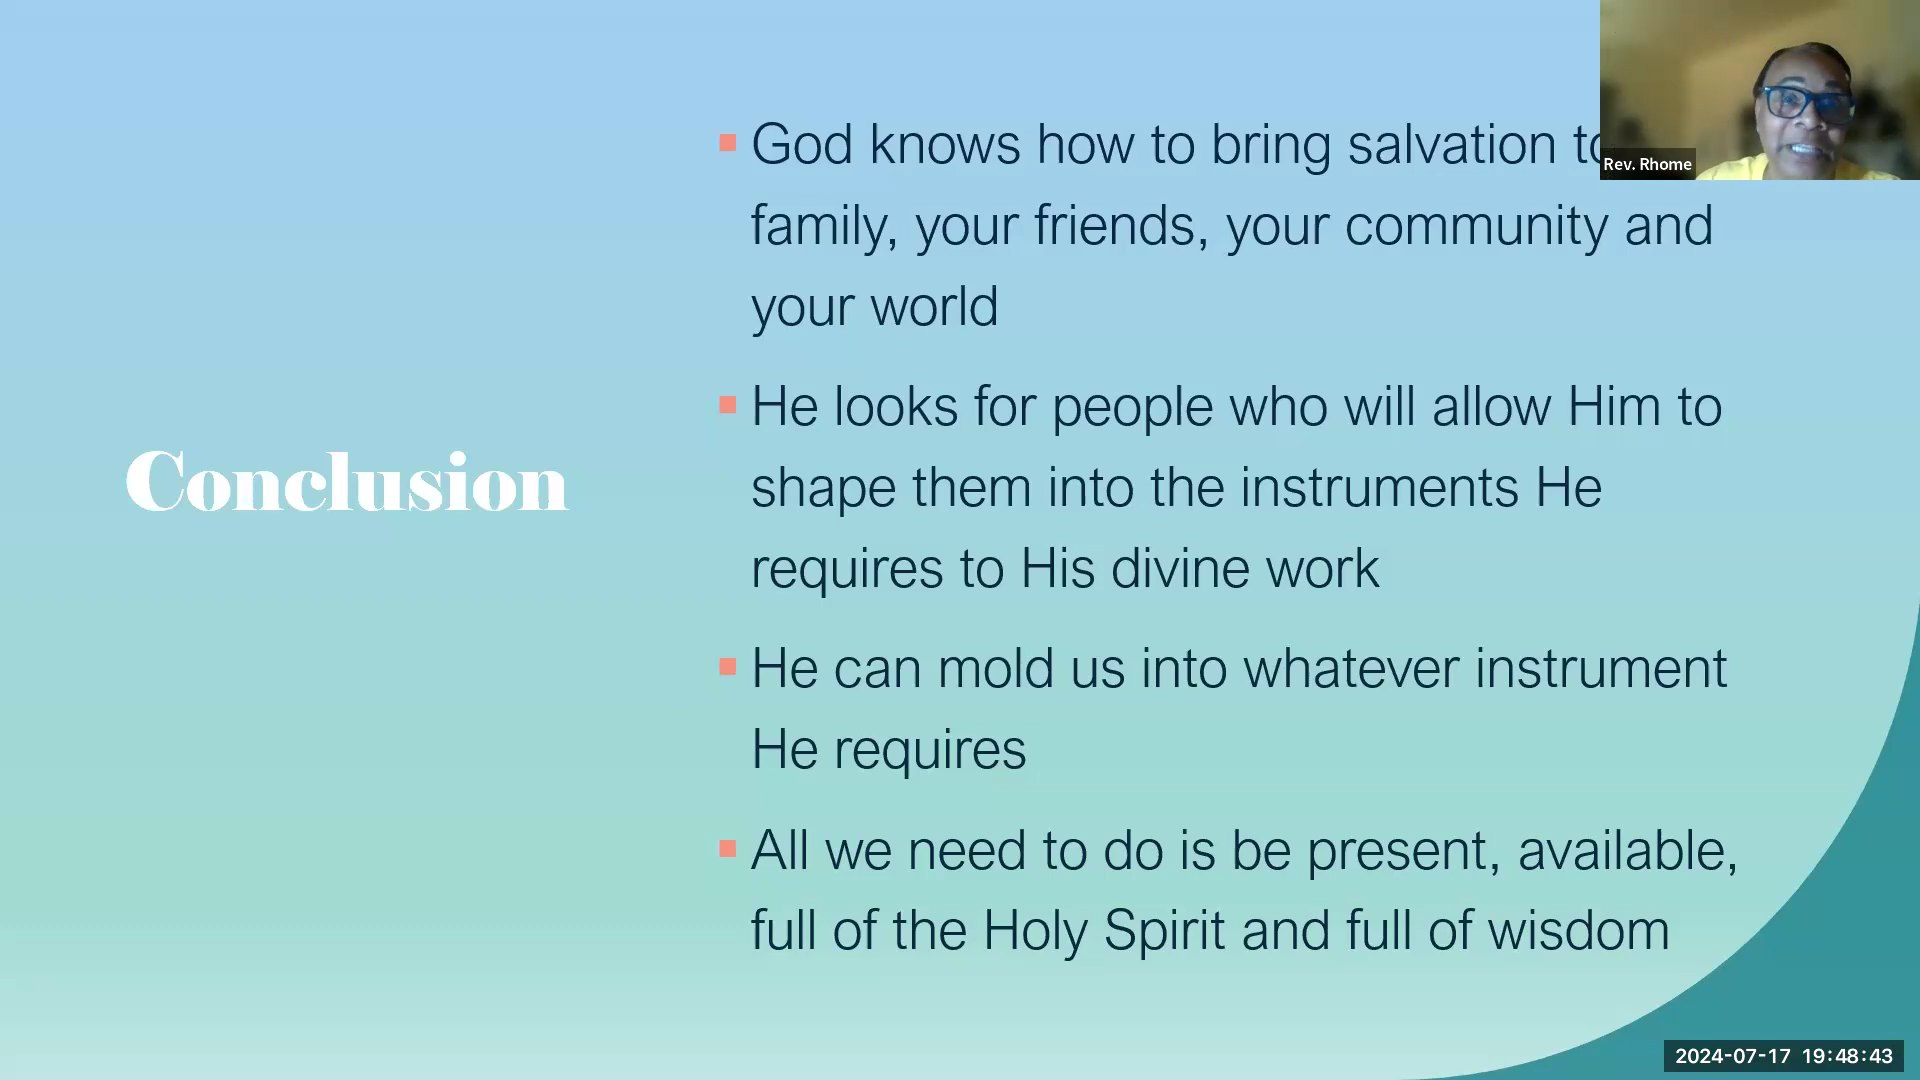 Conclusion
God knows how to bring salvation to
family, your friends, your community and
your world
He looks for people who will allow Him to
shape them into the instruments He
requires to His divine work
He can mold us into whatever instrument
He requires
All we need to do is be present, available,
full of the Holy Spirit and full of wisdom
Rev. Rhome
2024-07-17 19:48:43